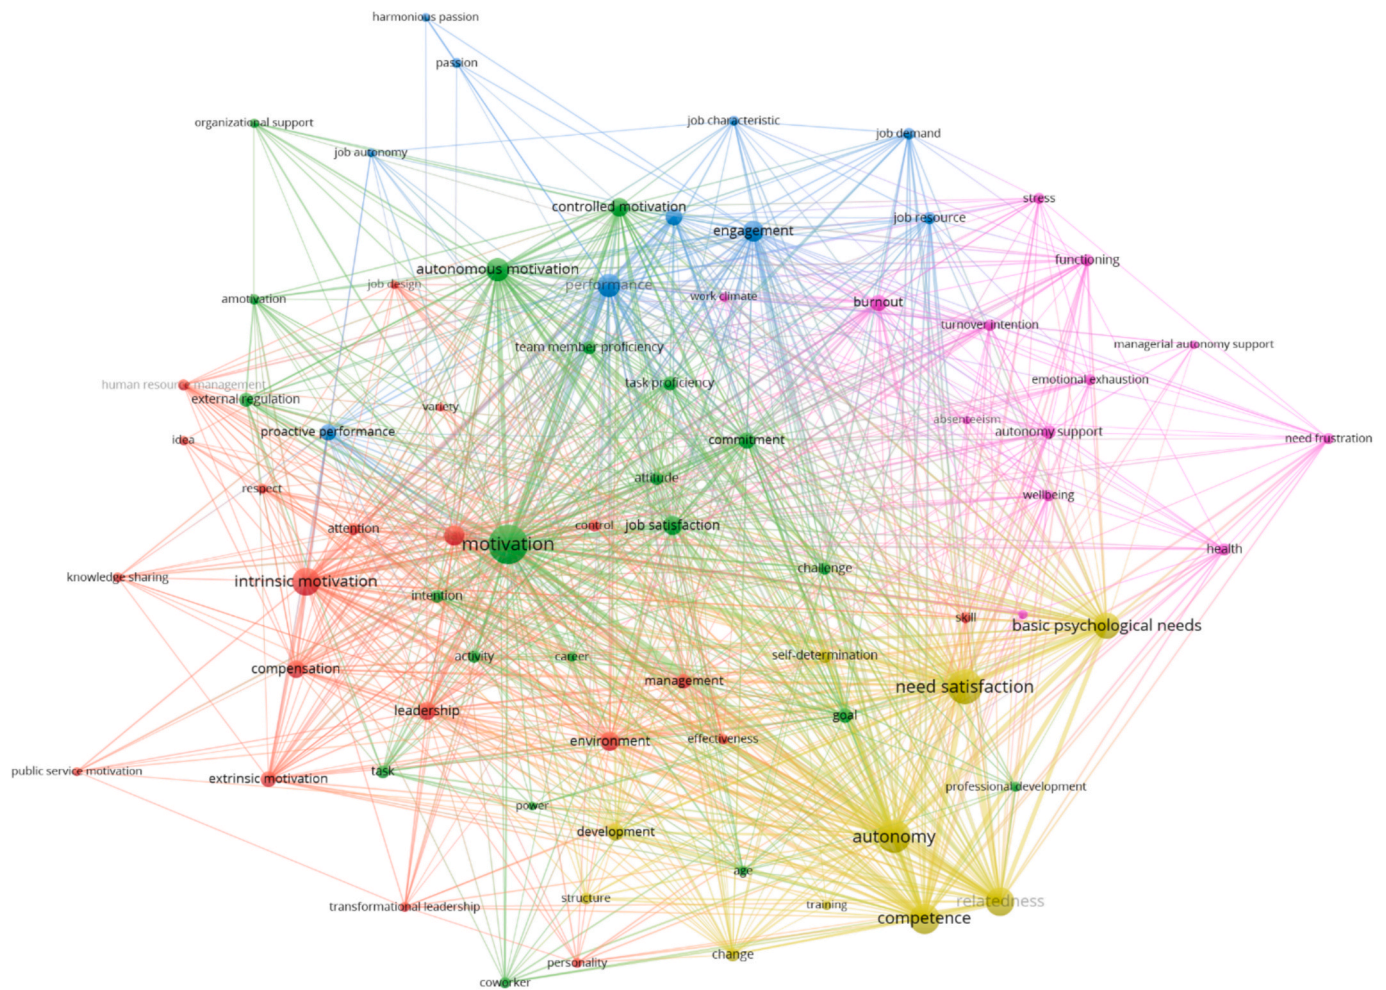 harmonious passion
passion
organizational support
job characteristic
job demand
job autonomy
stress
controlled motivation
job resource
engagement
functioning
autonomous motivation
job design
performance
work climate
amotivation
burnout
turnover intention
managerial autonomy support
team member proficiency
emotional exhaustion
human resource management
task proficiency
external regulation
variety
absenteeism
proactive performance
autonomy support
idea
commitment
need frustration
attitude
respect
wellbeing
attention
control
job satisfaction
motivation
health
knowledge sharing
intrinsic motivation
challenge
intention
skill
basic psychological needs
activity
career
self-determination
compensation
management
need satisfaction
leadership
goal
environment
effectiveness
public service motivation
extrinsic motivation
task
professional development
power
development
autonomy
age
structure
training
relatedness
transformational leadership
competence
change
personality
coworker